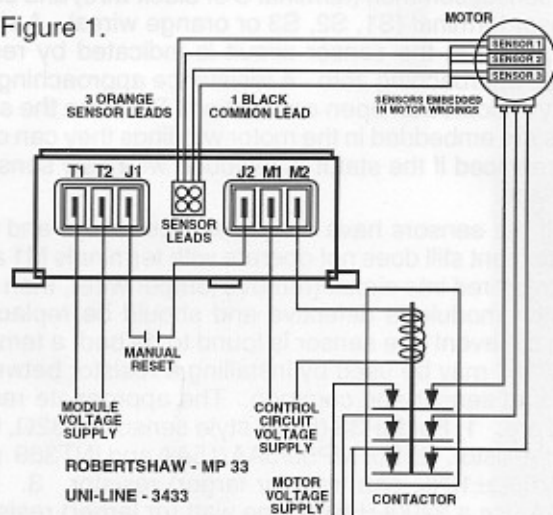 Figure 1.
MOTOR
SENSOR 1
SENSOR 2
SENSOR 3
3 ORANGE
SENSOR LEADS
1 BLACK
COMMON LEAD
SENSORS EMBEDDED
IN MOTOR WINDINGS
T1 T2 J1
J2 M1 M2
SENSOR
LEADS
MANUAL
RESET
MODULE
VOLTAGE
SUPPLY
CONTROL
CIRCUIT
VOLTAGE
SUPPLY
ROBERTSHAW - MP 33
UNI-LINE - 3433
MOTOR
VOLTAGE
SUPPLY
CONTACTOR